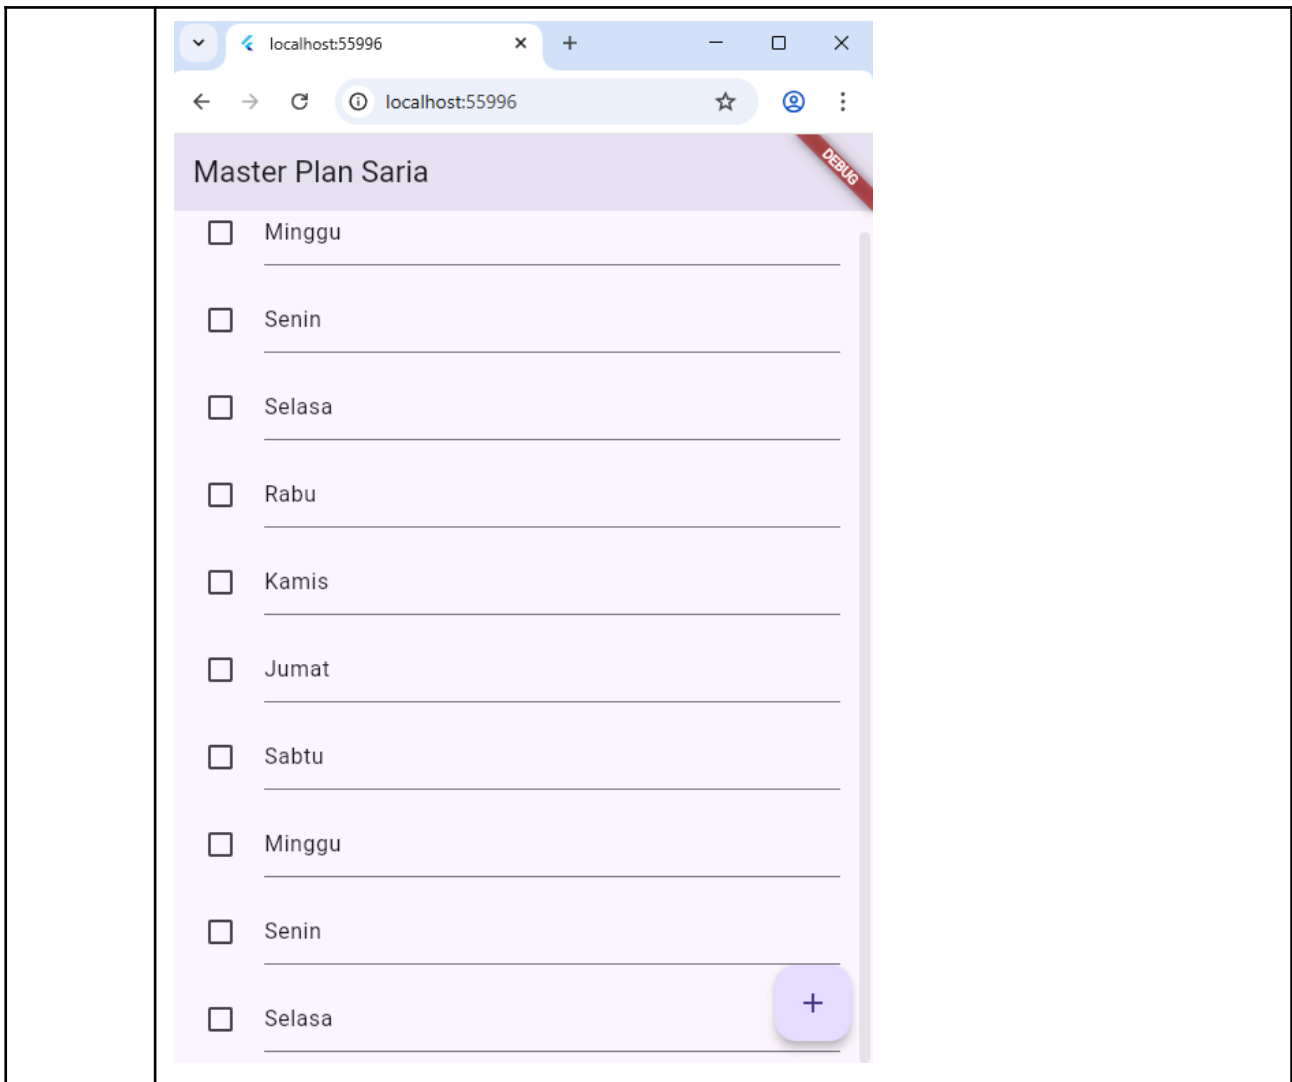 localhost:55996
localhost:55996
Master Plan Saria
DEBUG
Minggu
Senin
Selasa
Rabu
Kamis
Jumat
Sabtu
Minggu
Senin
Selasa